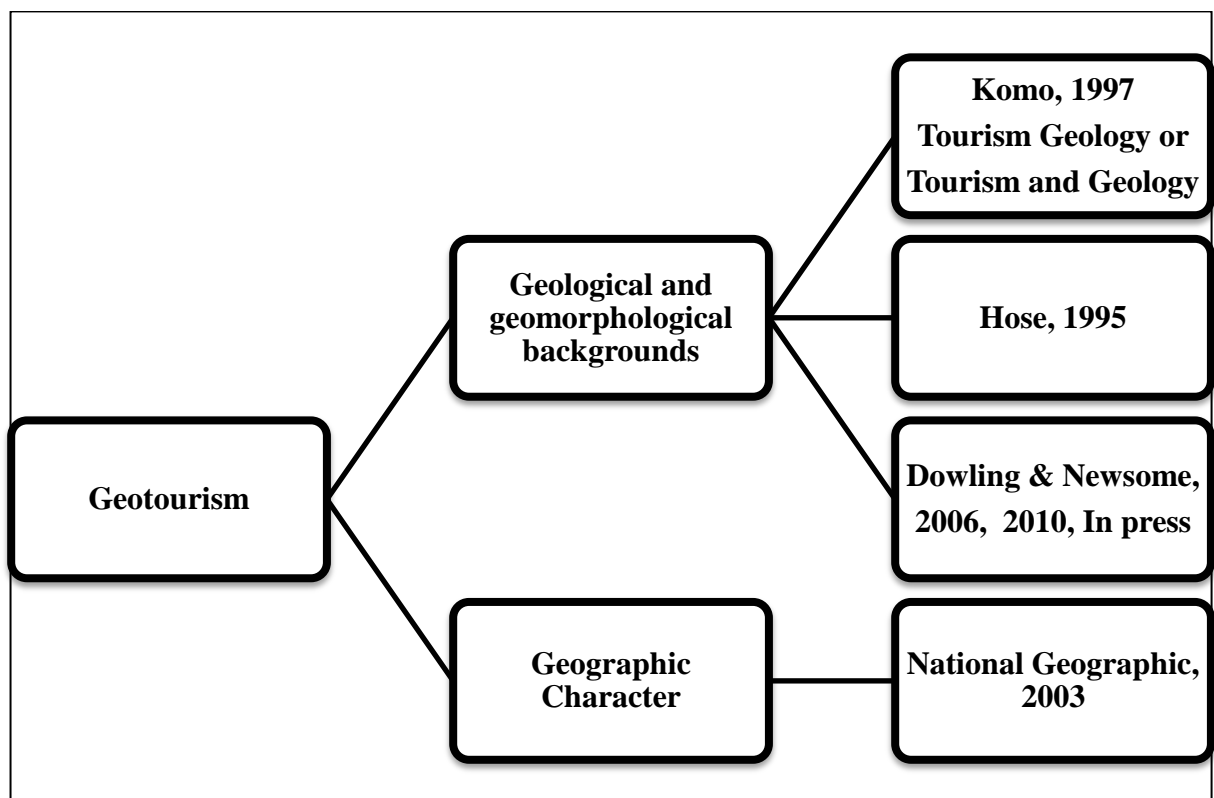 Komo, 1997
Tourism Geology or
Tourism and Geology
Geological and
geomorphological
backgrounds
Hose, 1995
Geotourism
Dowling & Newsome,
2006,  2010, In press
Geographic
Character
National Geographic,
2003